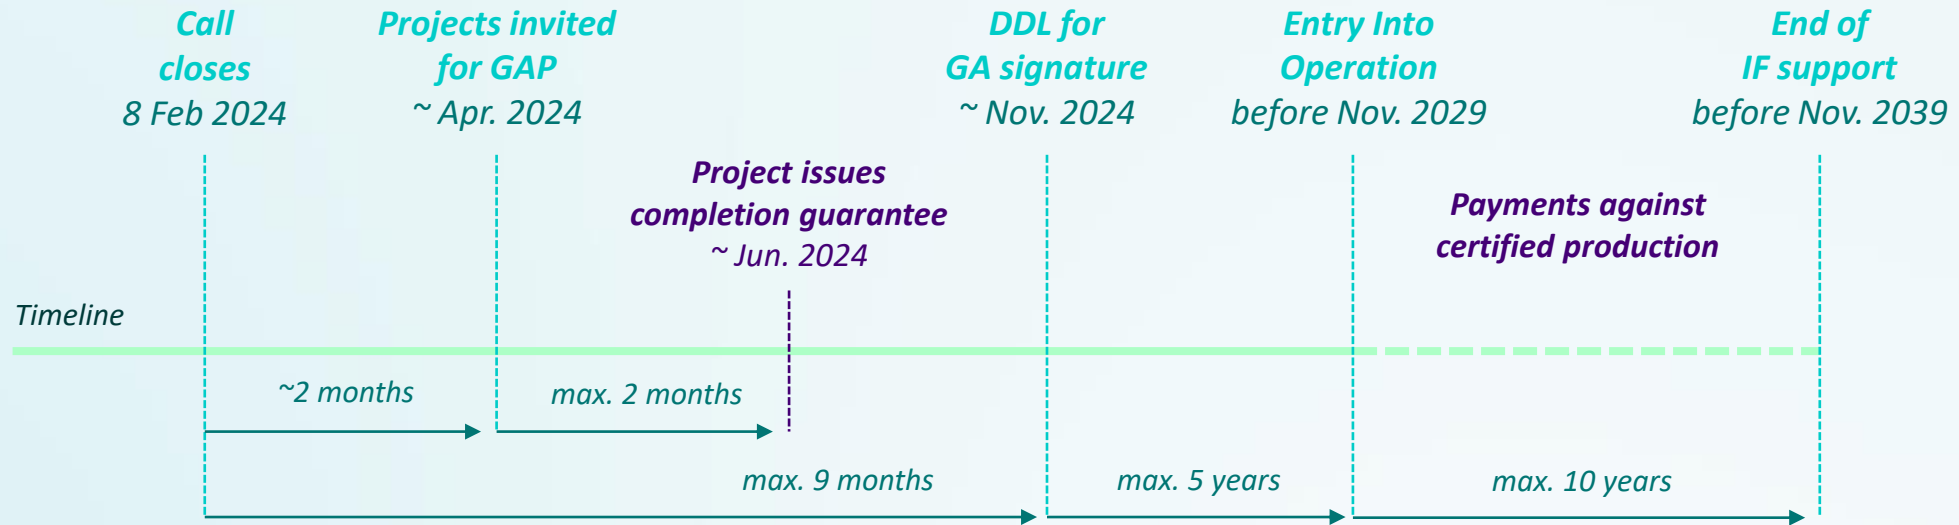 Call
closes
8 Feb 2024
Projects invited
for GAP
~ Apr. 2024
DDL for
GA signature
~ Nov. 2024
Entry Into
Operation
before Nov. 2029
End of
IF support
before Nov. 2039
Project issues
completion guarantee
~ Jun. 2024
Payments against
certified production
Timeline
~2 months
max. 2 months
max. 9 months
max. 5 years
max. 10 years